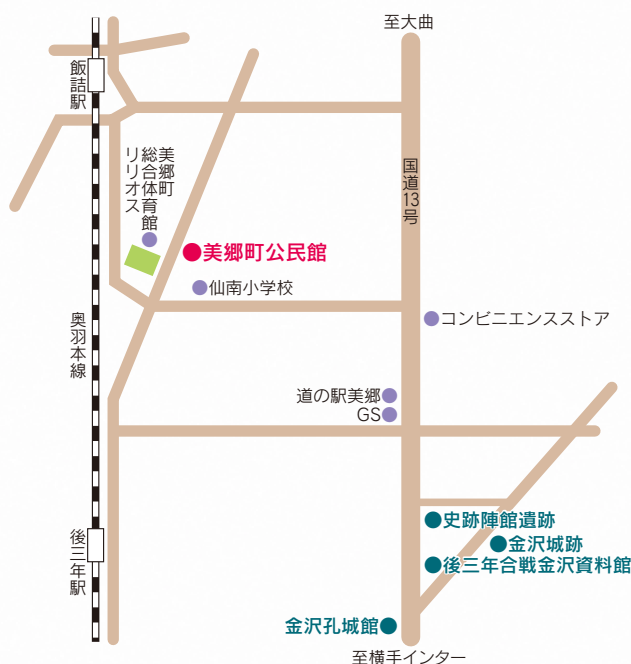 至大曲
飯詰駅
美郷町
総合体育館
リリオス
国道13号
美郷町公民館
仙南小学校
コンビニエンスストア
奥羽本線
道の駅美郷
GS
史跡陣館遺跡
金沢城跡
後三年合戦金沢資料館
後三年駅
金沢孔城館
至横手インター